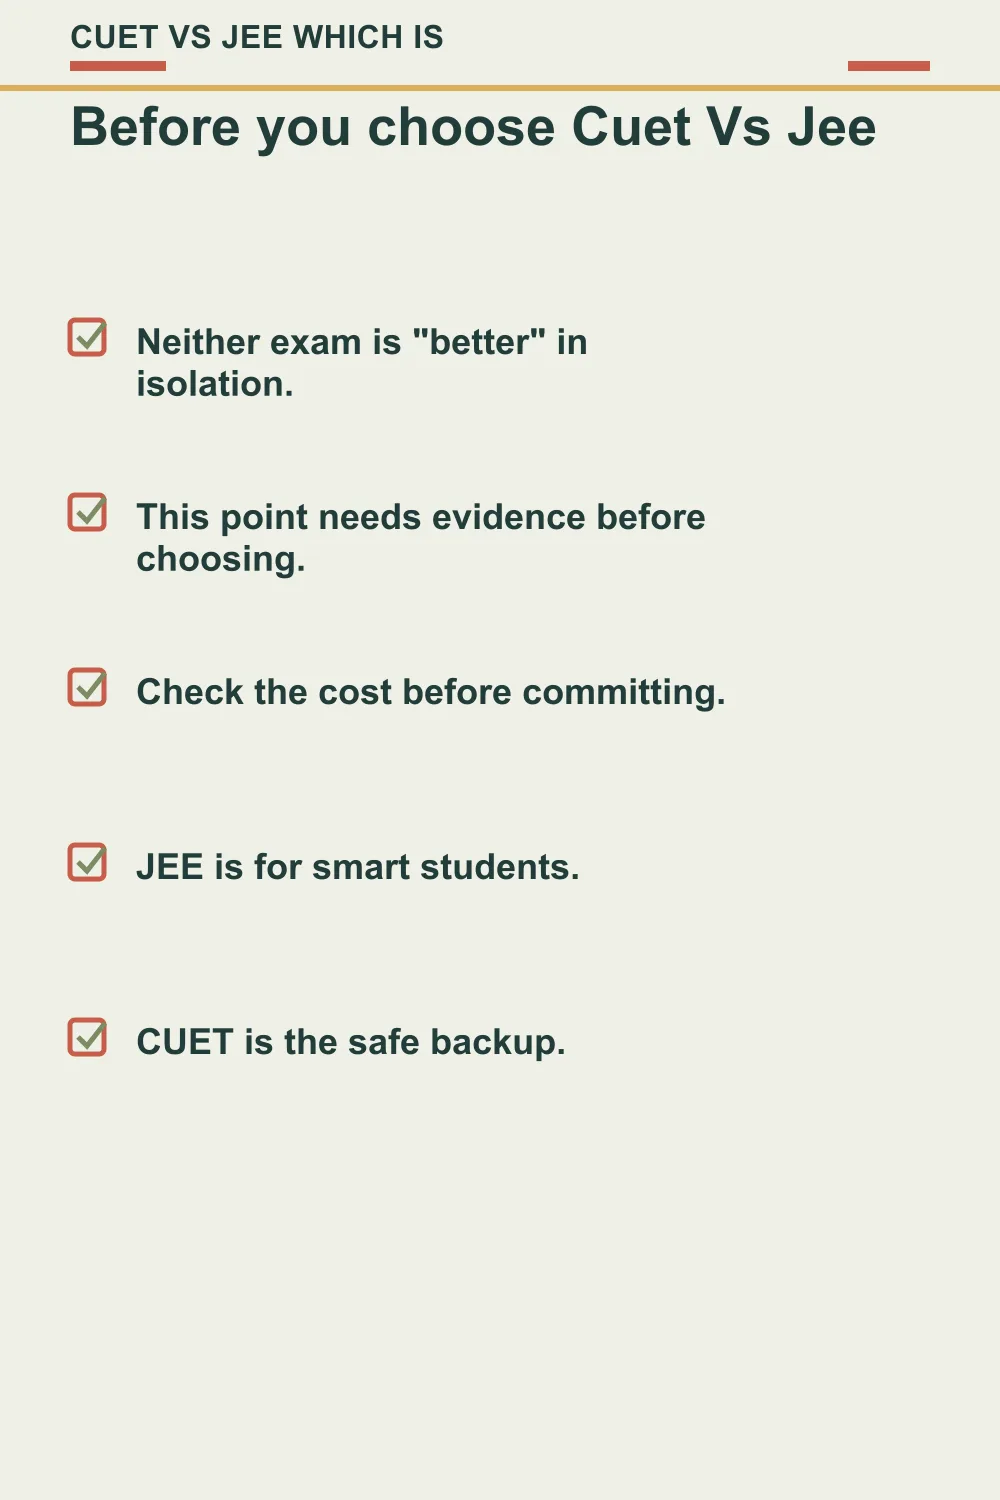 CUET VS JEE WHICH IS
Before you choose Cuet Vs Jee
Neither exam is "better" in
isolation.
This point needs evidence before
choosing.
Check the cost before committing.
JEE is for smart students.
CUET is the safe backup.